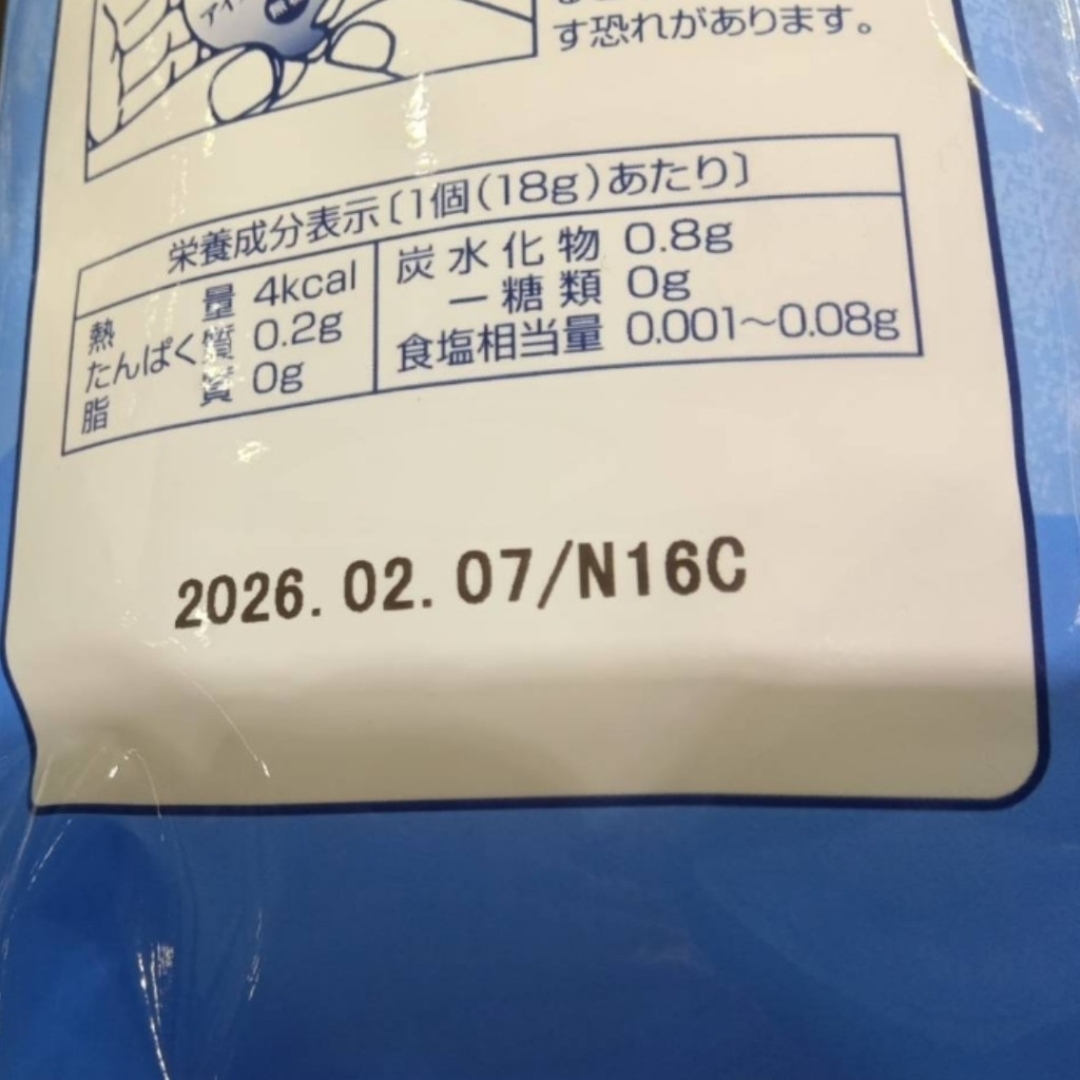 す恐れがあります。
栄養成分表示〔1個(18g)あたり〕
熱量 4kcal
たんぱく質 0.2g
脂質 0g
炭水化物 0.8g
ー糖類 0g
食塩相当量 0.001～0.08g
2026.02.07/N16C